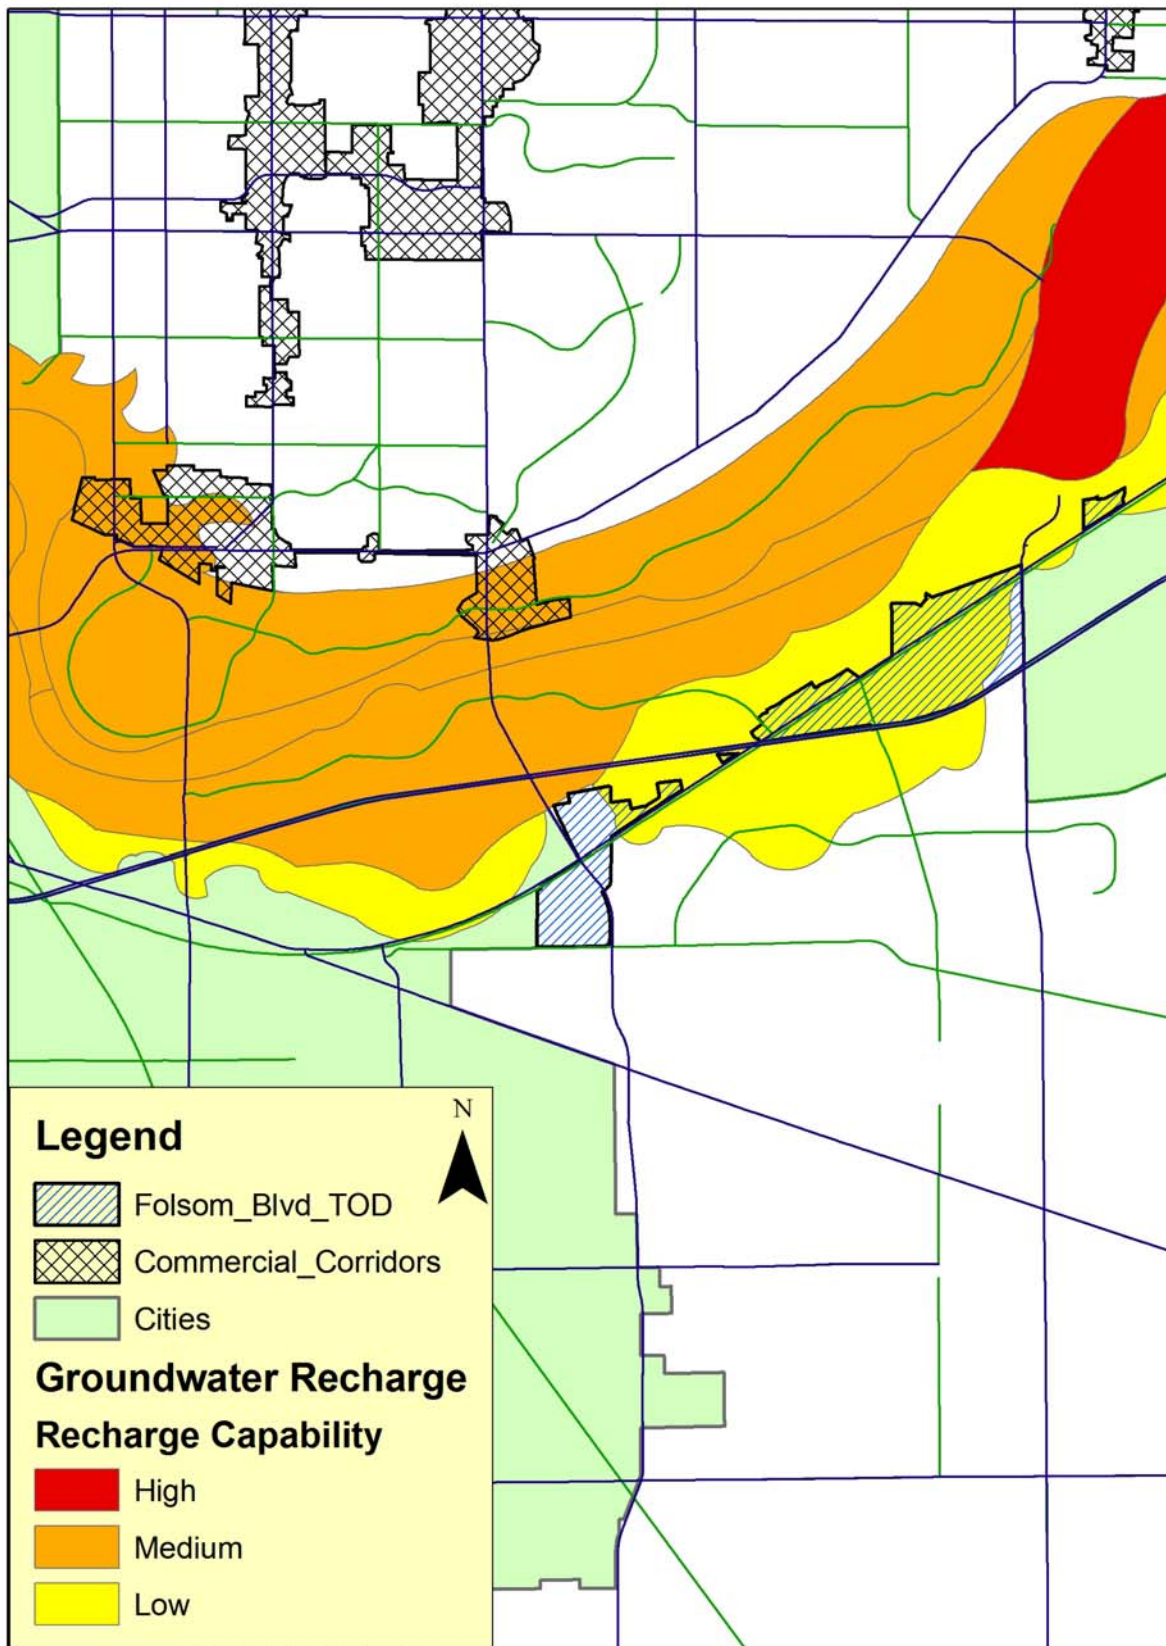 N
Legend
Folsom_Blvd_TOD
Commercial_Corridors
Cities
Groundwater Recharge
Recharge Capability
High
Medium
Low